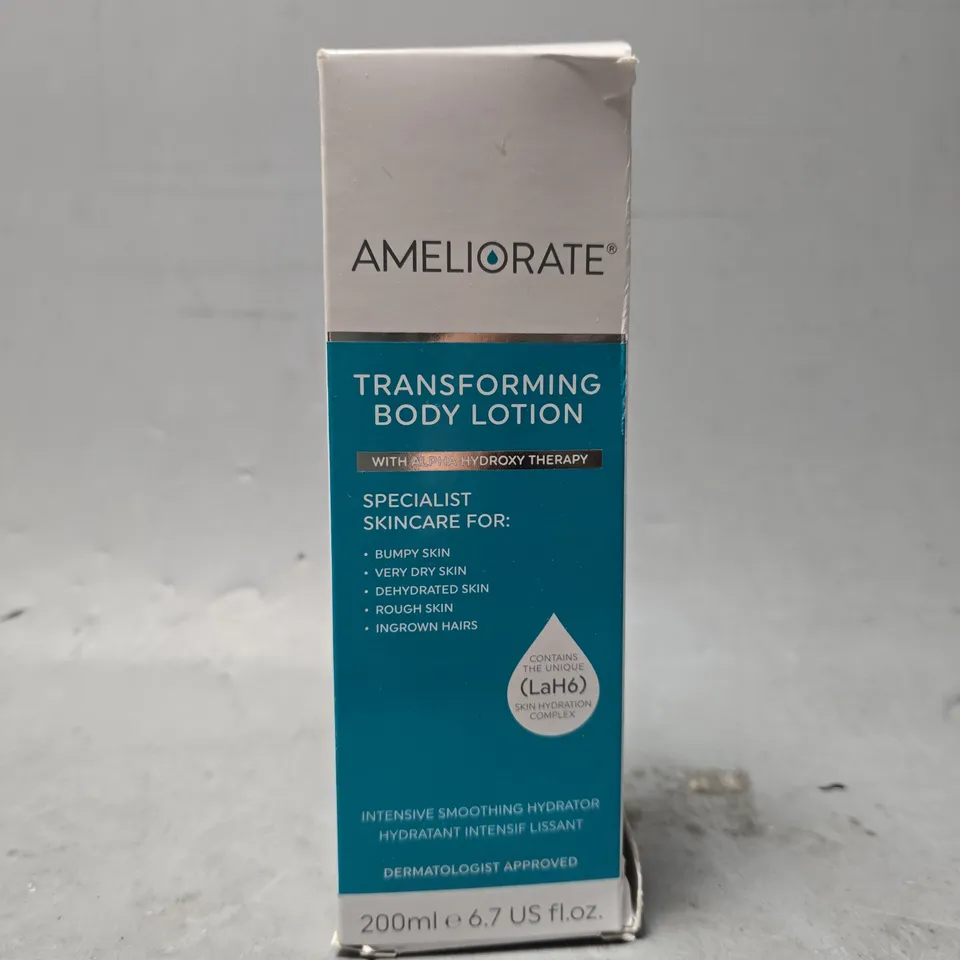 AMELIORATE®
TRANSFORMING
BODY LOTION
WITH ALPHA HYDROXY THERAPY
SPECIALIST
SKINCARE FOR:
• BUMPY SKIN
• VERY DRY SKIN
• DEHYDRATED SKIN
• ROUGH SKIN
• INGROWN HAIRS
CONTAINS
THE UNIQUE
(LaH6)
SKIN HYDRATION
COMPLEX
INTENSIVE SMOOTHING HYDRATOR
HYDRATANT INTENSIF LISSANT
DERMATOLOGIST APPROVED
200ml e 6.7 US fl.oz.